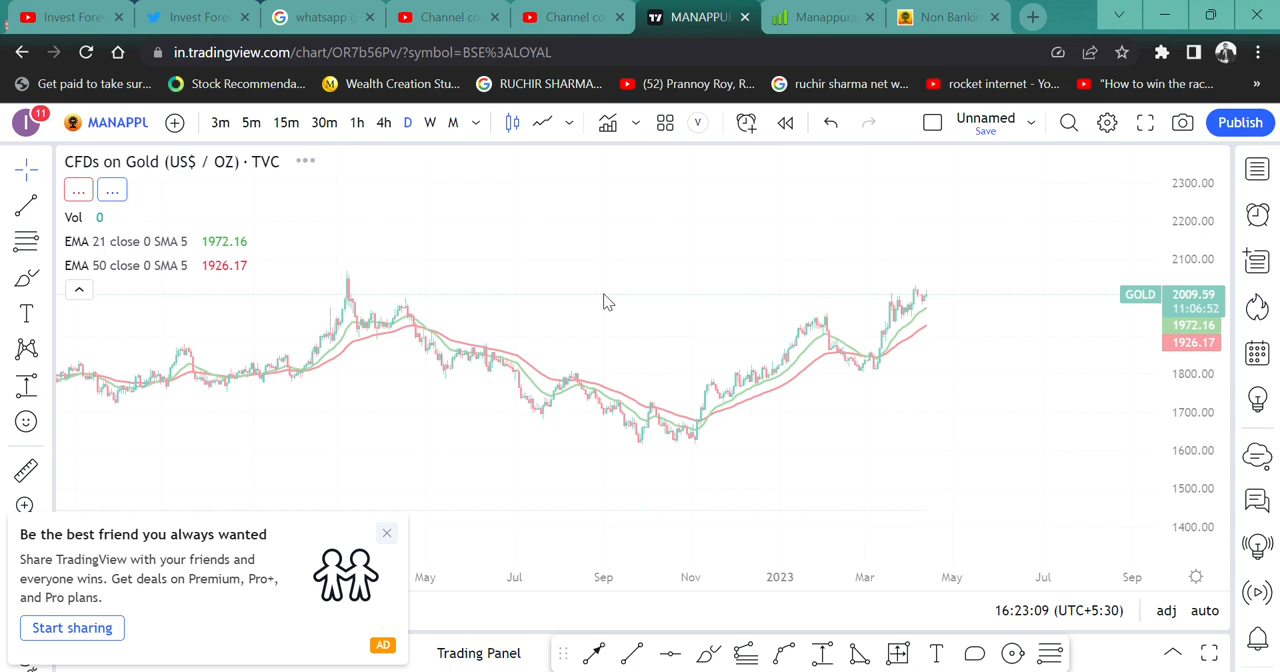 Invest Fore
Invest Fore
whatsapp g
Channel co
Channel co
MANAPPU
Manappura
Non Bankin
in.tradingview.com/chart/OR7b56Pv/?symbol=BSE%3ALOYAL
Get paid to take sur...
Stock Recommenda...
Wealth Creation Stu...
RUCHIR SHARMA...
(52) Prannoy Roy, R...
ruchir sharma net w...
rocket internet - Yo...
"How to win the rac...
»
I
11
MANAPPU
3m
5m
15m
30m
1h
4h
D
W
M
V
Unnamed
Save
Publish
CFDs on Gold (US$ / OZ) · TVC
...
...
Vol 0
EMA 21 close 0 SMA 5 1972.16
EMA 50 close 0 SMA 5 1926.17
2300.00
2200.00
2100.00
GOLD 2009.59
11:06:52
1972.16
1926.17
1800.00
1700.00
1600.00
1500.00
1400.00
Be the best friend you always wanted
Share TradingView with your friends and
everyone wins. Get deals on Premium, Pro+,
and Pro plans.
Start sharing
AD
May
Jul
Sep
Nov
2023
Mar
May
Jul
Sep
16:23:09 (UTC+5:30)
adj
auto
Trading Panel